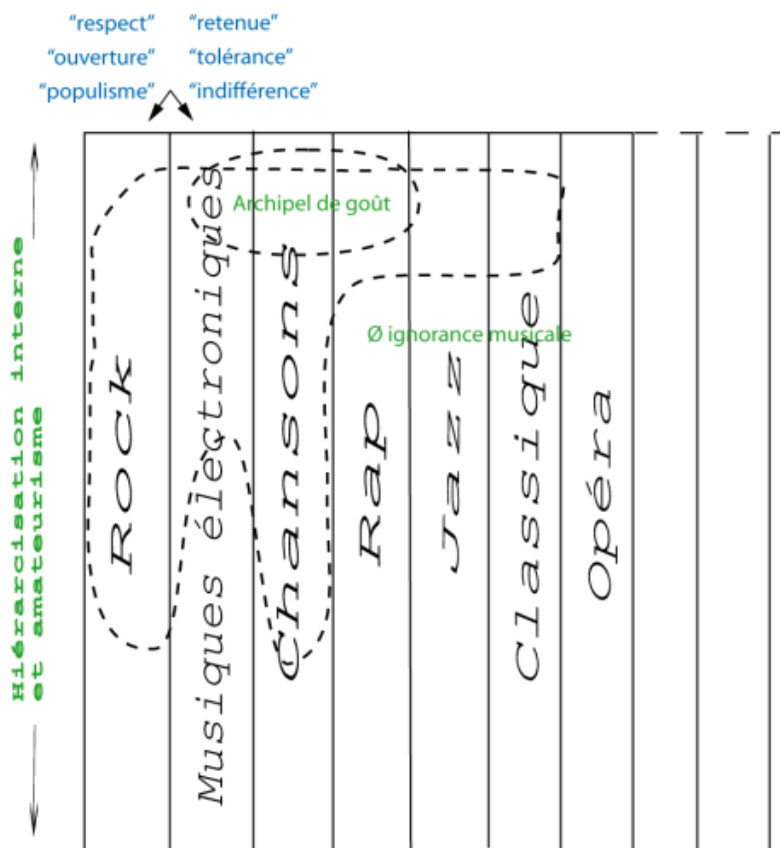 “respect” “retenue”
“ouverture” “tolérance”
“populisme” “indifférence”
Archipel de goût
Ø ignorance musicale
Hiérarcisation interne
et amateurisme
Rock
Musiques électroniques
Chansons
Rap
Jazz
Classique
Opéra